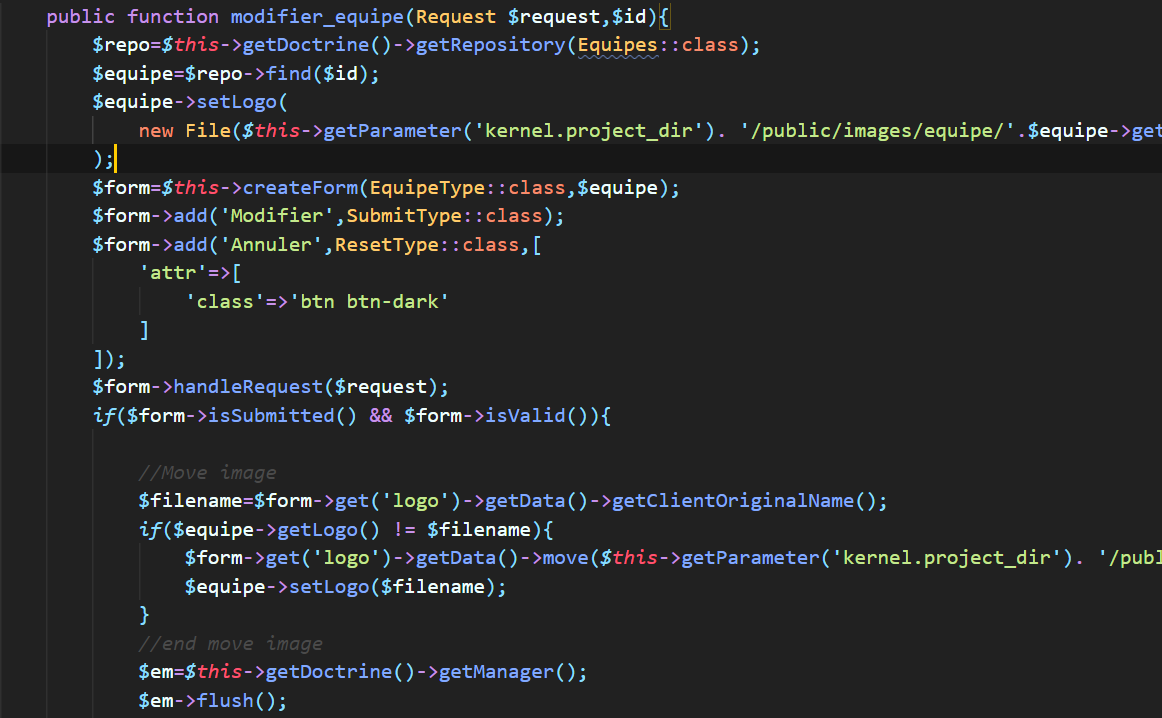 public function modifier_equipe(Request $request,$id){
$repo=$this->getDoctrine()->getRepository(Equipes::class);
$equipe=$repo->find($id);
$equipe->setLogo(
new File($this->getParameter('kernel.project_dir'). '/public/images/equipe/'.$equipe->get
);
$form=$this->createForm(EquipeType::class,$equipe);
$form->add('Modifier',SubmitType::class);
$form->add('Annuler',ResetType::class,[
'attr'=>[
'class'=>'btn btn-dark'
]
]);
$form->handleRequest($request);
if($form->isSubmitted() && $form->isValid()){
//Move image
$filename=$form->get('logo')->getData()->getClientOriginalName();
if($equipe->getLogo() != $filename){
$form->get('logo')->getData()->move($this->getParameter('kernel.project_dir'). '/publ
$equipe->setLogo($filename);
}
//end move image
$em=$this->getDoctrine()->getManager();
$em->flush();